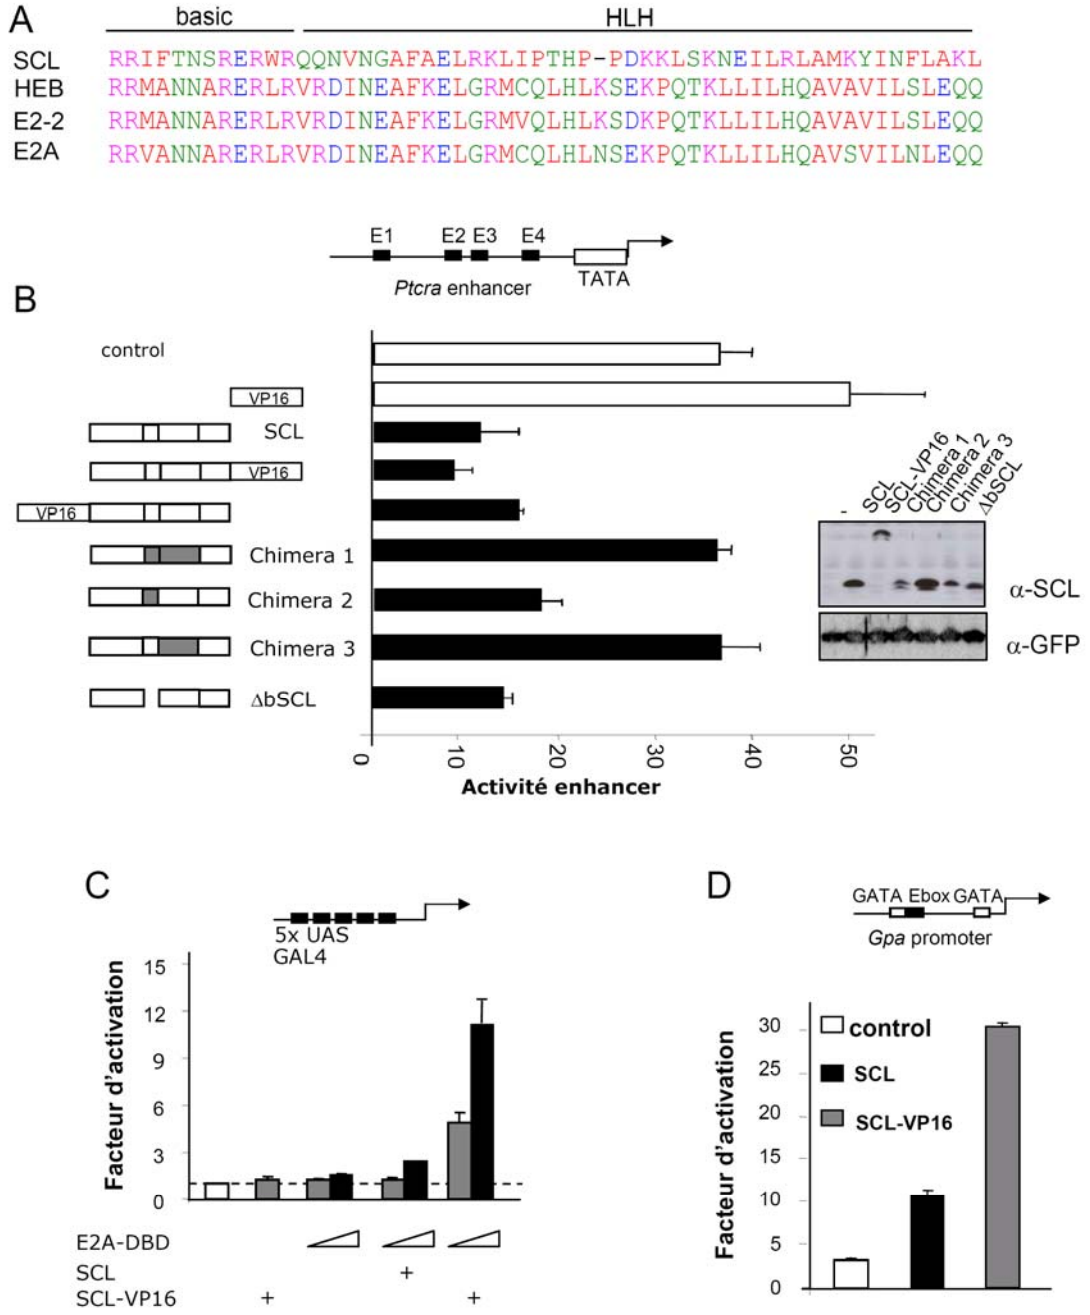 A
basic HLH
SCL RRIFTNSRERWRQQNVNGAFAELRKLIPTHP-PDKKLSKNEILRLAMKYINFLAKL
HEB RRMANNARERLRVRDINEAFKELGRMCQLHLKSEKPQTKLLILHQAVAVILSLEQQ
E2-2 RRMANNARERLRVRDINEAFKELGRMVQLHLKSDKPQTKLLILHQAVAVILSLEQQ
E2A RRVANNARERLRVRDINEAFKELGRMCQLHLNSEKPQTKLLILHQAVSVILNLEQQ
E1 E2 E3 E4
TATA
Ptcra enhancer
B
control
VP16
SCL
VP16
VP16
Chimera 1
Chimera 2
Chimera 3
ΔbSCL
0 10 20 30 40 50
Activité enhancer
- SCL SCL-VP16 Chimera 1 Chimera 2 Chimera 3 ΔbSCL
α-SCL
α-GFP
C
5x UAS
GAL4
Facteur d'activation
15
12
9
6
3
0
E2A-DBD
SCL +
SCL-VP16 + +
D
GATA Ebox GATA
Gpa promoter
Facteur d'activation
30
25
20
15
10
5
0
control
SCL
SCL-VP16